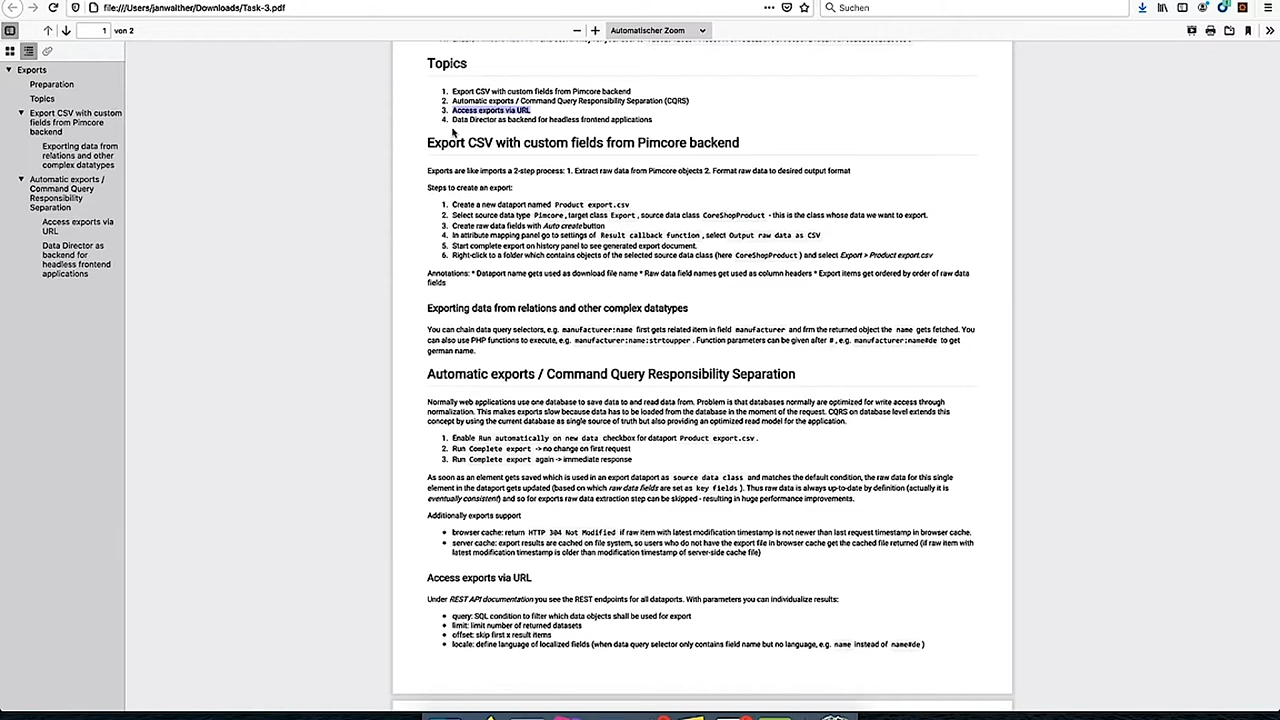 file:///Users/janwalther/Downloads/Task-3.pdf
Suchen
1 von 2
Automatischer Zoom
Exports
Preparation
Topics
Export CSV with custom fields from Pimcore backend
Exporting data from relations and other complex datatypes
Automatic exports / Command Query Responsibility Separation
Access exports via URL
Data Director as backend for headless frontend applications
Topics
1. Export CSV with custom fields from Pimcore backend
2. Automatic exports / Command Query Responsibility Separation (CQRS)
3. Access exports via URL
4. Data Director as backend for headless frontend applications
Export CSV with custom fields from Pimcore backend
Exports are like imports a 2-step process: 1. Extract raw data from Pimcore objects 2. Format raw data to desired output format
Steps to create an export:
1. Create a new dataport named Product export.csv
2. Select source data type Pimcore, target class Export, source data class CoreShopProduct - this is the class whose data we want to export.
3. Create raw data fields with Auto create button
4. In attribute mapping panel go to settings of Result callback function, select Output raw data as CSV
5. Start complete export on history panel to see generated export document.
6. Right-click to a folder which contains objects of the selected source data class (here CoreShopProduct) and select Export > Product export.csv
Annotations: * Dataport name gets used as download file name * Raw data field names get used as column headers * Export items get ordered by order of raw data
fields
Exporting data from relations and other complex datatypes
You can chain data query selectors, e.g. manufacturer:name first gets related item in field manufacturer and frm the returned object the name gets fetched. You
can also use PHP functions to execute, e.g. manufacturer:name:strtoupper. Function parameters can be given after #, e.g. manufacturer:name#de to get
german name.
Automatic exports / Command Query Responsibility Separation
Normally web applications use one database to save data to and read data from. Problem is that databases normally are optimized for write access through
normalization. This makes exports slow because data has to be loaded from the database in the moment of the request. CQRS on database level extends this
concept by using the current database as single source of truth but also providing an optimized read model for the application.
1. Enable Run automatically on new data checkbox for dataport Product export.csv.
2. Run Complete export -> no change on first request
3. Run Complete export again -> immediate response
As soon as an element gets saved which is used in an export dataport as source data class and matches the default condition, the raw data for this single
element in the dataport gets updated (based on which raw data fields are set as key fields). Thus raw data is always up-to-date by definition (actually it is
eventually consistent) and so for exports raw data extraction step can be skipped - resulting in huge performance improvements.
Additionally exports support
• browser cache: return HTTP 304 Not Modified if raw item with latest modification timestamp is not newer than last request timestamp in browser cache.
• server cache: export results are cached on file system, so users who do not have the export file in browser cache get the cached file returned (if raw item with
latest modification timestamp is older than modification timestamp of server-side cache file)
Access exports via URL
Under REST API documentation you see the REST endpoints for all dataports. With parameters you can individualize results:
• query: SQL condition to filter which data objects shall be used for export
• limit: limit number of returned datasets
• offset: skip first x result items
• locale: define language of localized fields (when data query selector only contains field name but no language, e.g. name instead of name#de)